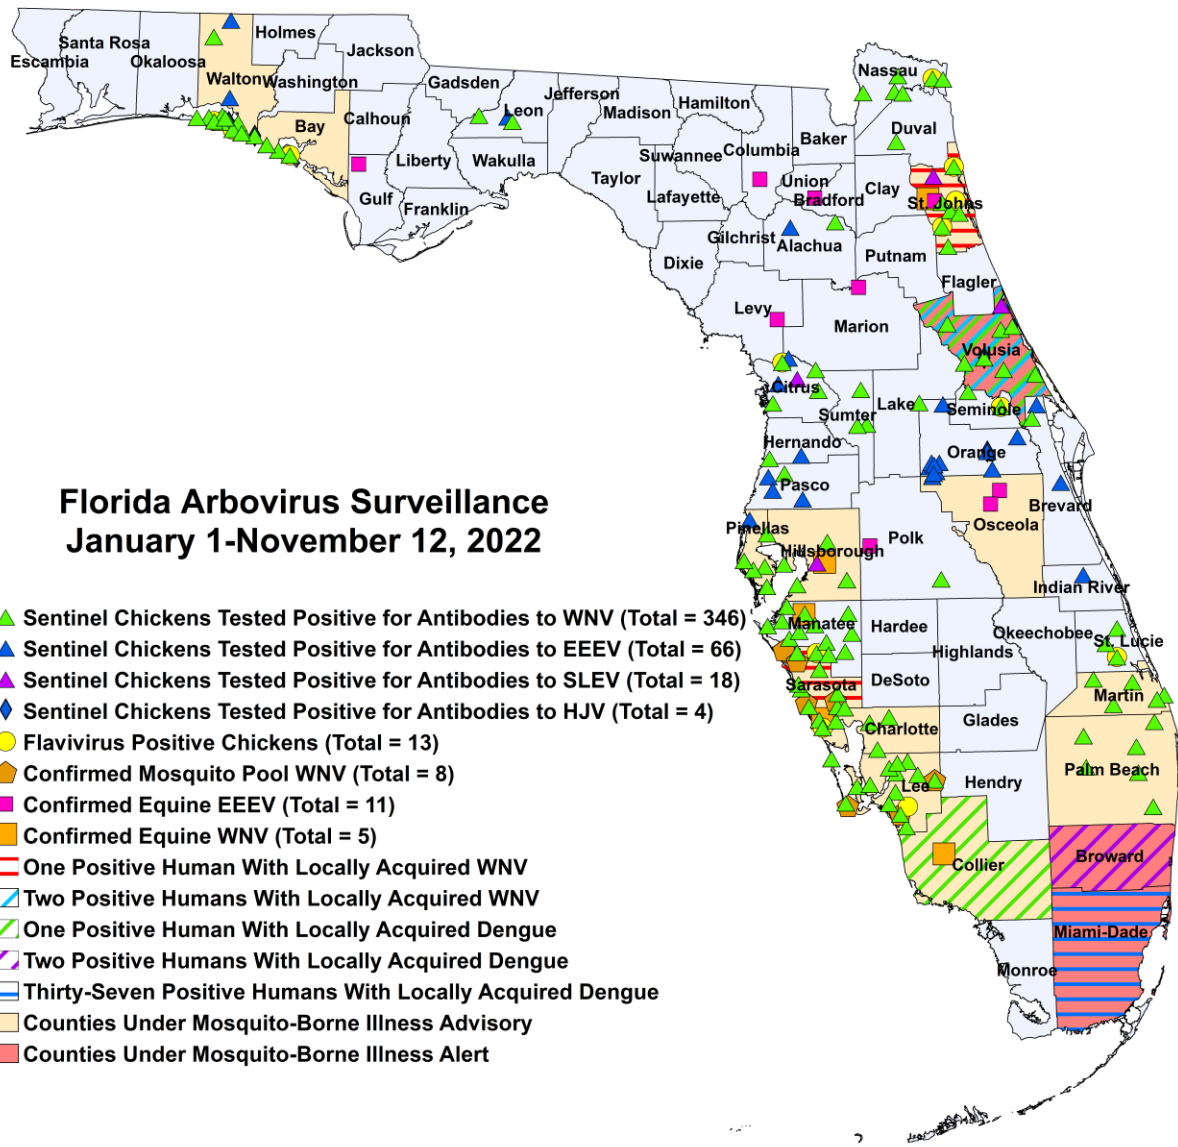 Escambia
Santa Rosa
Okaloosa
Walton
Holmes
Washington
Jackson
Bay
Calhoun
Gulf
Gadsden
Liberty
Franklin
Leon
Wakulla
Jefferson
Madison
Taylor
Hamilton
Suwannee
Lafayette
Columbia
Dixie
Gilchrist
Baker
Union
Bradford
Alachua
Nassau
Duval
Clay
St. Johns
Putnam
Flagler
Levy
Marion
Volusia
Citrus
Sumter
Lake
Seminole
Hernando
Orange
Pasco
Brevard
Osceola
Pinellas
Hillsborough
Polk
Indian River
Manatee
Hardee
Okeechobee
St. Lucie
Highlands
Sarasota
DeSoto
Martin
Charlotte
Glades
Lee
Hendry
Palm Beach
Collier
Broward
Miami-Dade
Monroe
Florida Arbovirus Surveillance
January 1-November 12, 2022
Sentinel Chickens Tested Positive for Antibodies to WNV (Total = 346)
Sentinel Chickens Tested Positive for Antibodies to EEEV (Total = 66)
Sentinel Chickens Tested Positive for Antibodies to SLEV (Total = 18)
Sentinel Chickens Tested Positive for Antibodies to HJV (Total = 4)
Flavivirus Positive Chickens (Total = 13)
Confirmed Mosquito Pool WNV (Total = 8)
Confirmed Equine EEEV (Total = 11)
Confirmed Equine WNV (Total = 5)
One Positive Human With Locally Acquired WNV
Two Positive Humans With Locally Acquired WNV
One Positive Human With Locally Acquired Dengue
Two Positive Humans With Locally Acquired Dengue
Thirty-Seven Positive Humans With Locally Acquired Dengue
Counties Under Mosquito-Borne Illness Advisory
Counties Under Mosquito-Borne Illness Alert